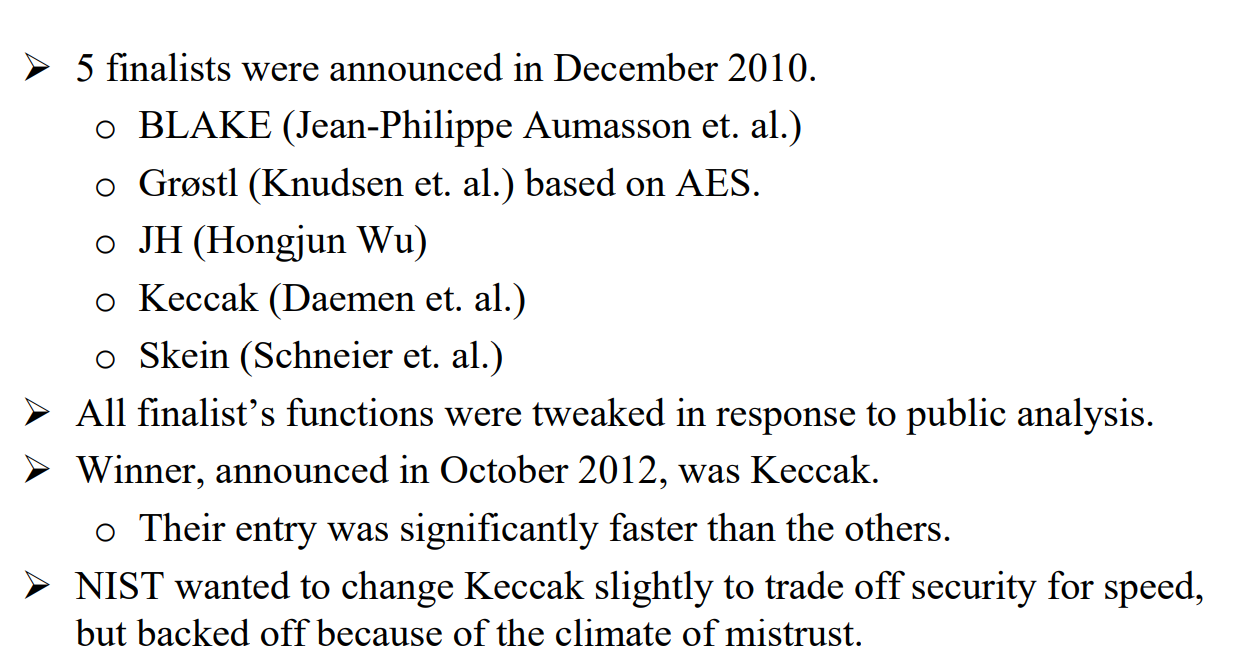 ➢ 5 finalists were announced in December 2010.
o BLAKE (Jean-Philippe Aumasson et. al.)
o Grøstl (Knudsen et. al.) based on AES.
o JH (Hongjun Wu)
o Keccak (Daemen et. al.)
o Skein (Schneier et. al.)
➢ All finalist’s functions were tweaked in response to public analysis.
➢ Winner, announced in October 2012, was Keccak.
o Their entry was significantly faster than the others.
➢ NIST wanted to change Keccak slightly to trade off security for speed,
but backed off because of the climate of mistrust.